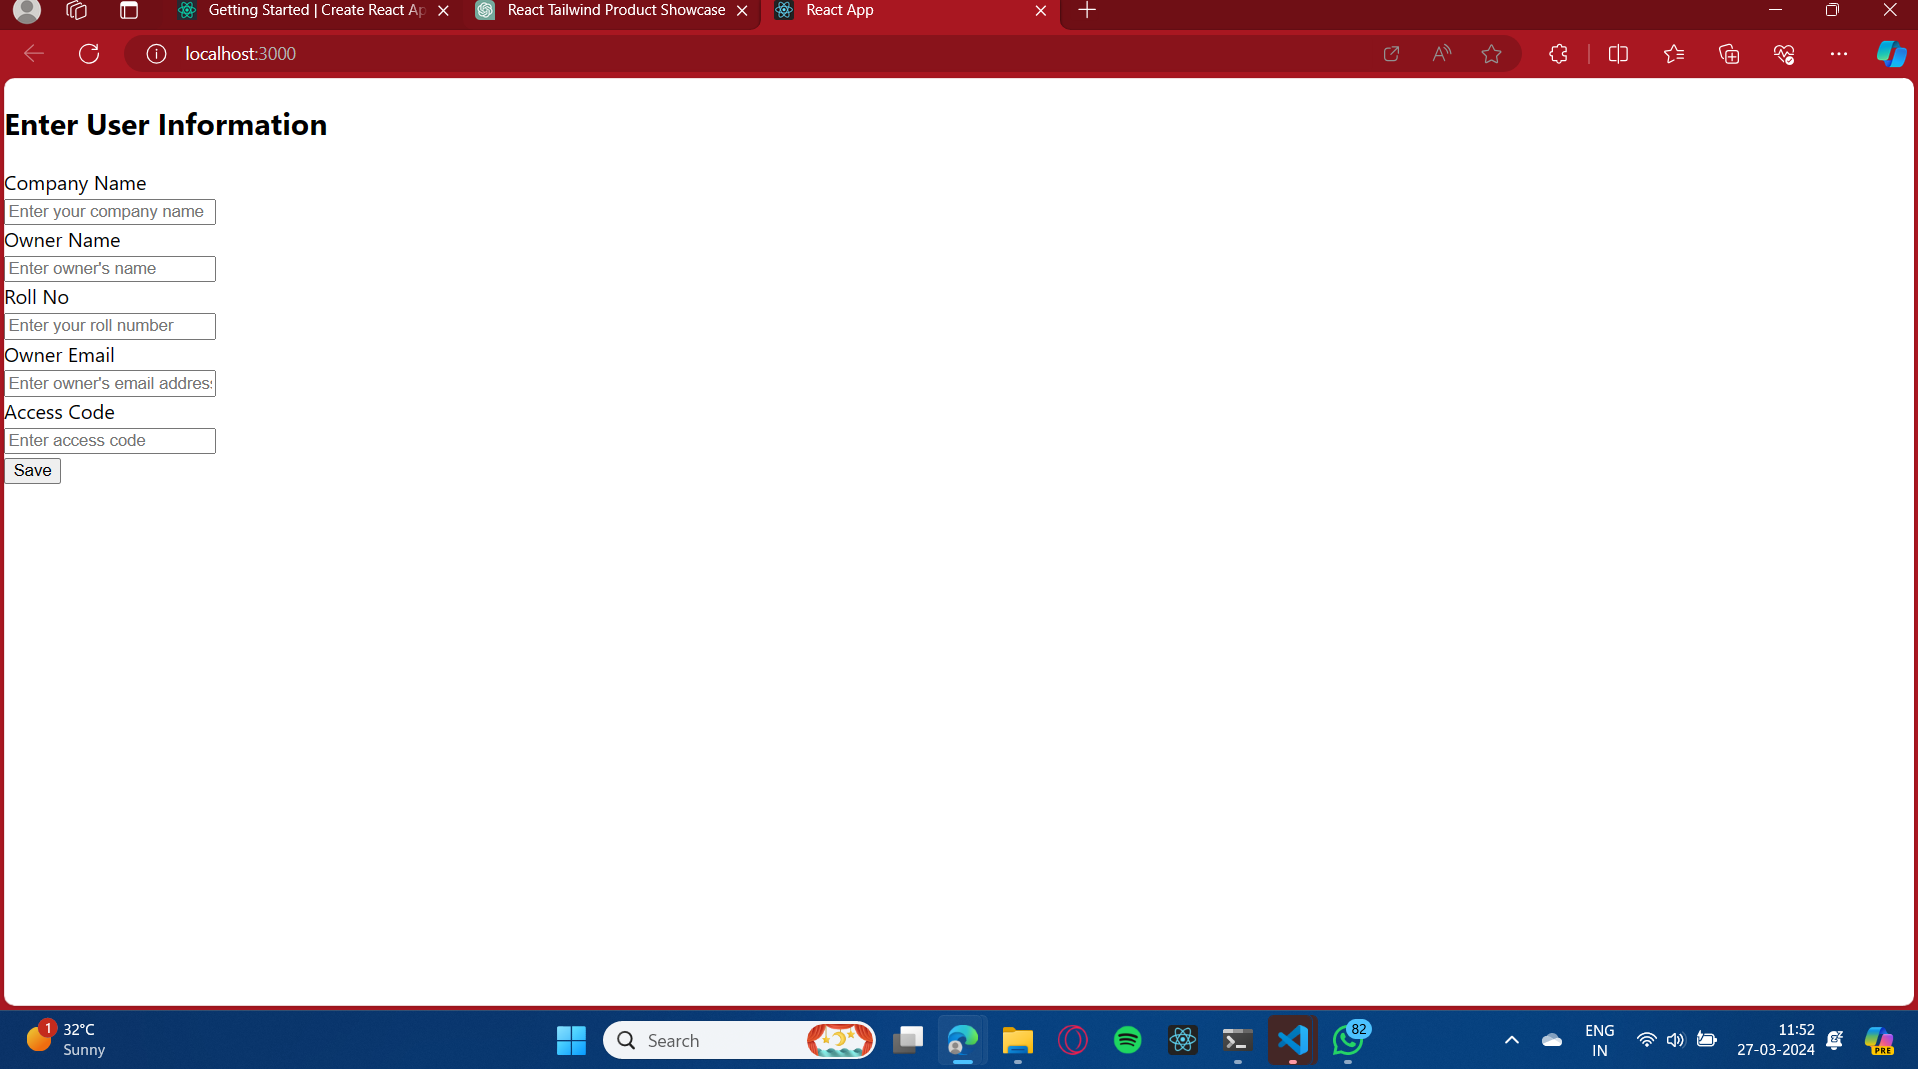 Getting Started | Create React Ap
React Tailwind Product Showcase
React App
localhost:3000
Enter User Information
Company Name
Enter your company name
Owner Name
Enter owner's name
Roll No
Enter your roll number
Owner Email
Enter owner's email address
Access Code
Enter access code
Save
1
32°C
Sunny
Search
82
ENG
IN
11:52
27-03-2024
PRE